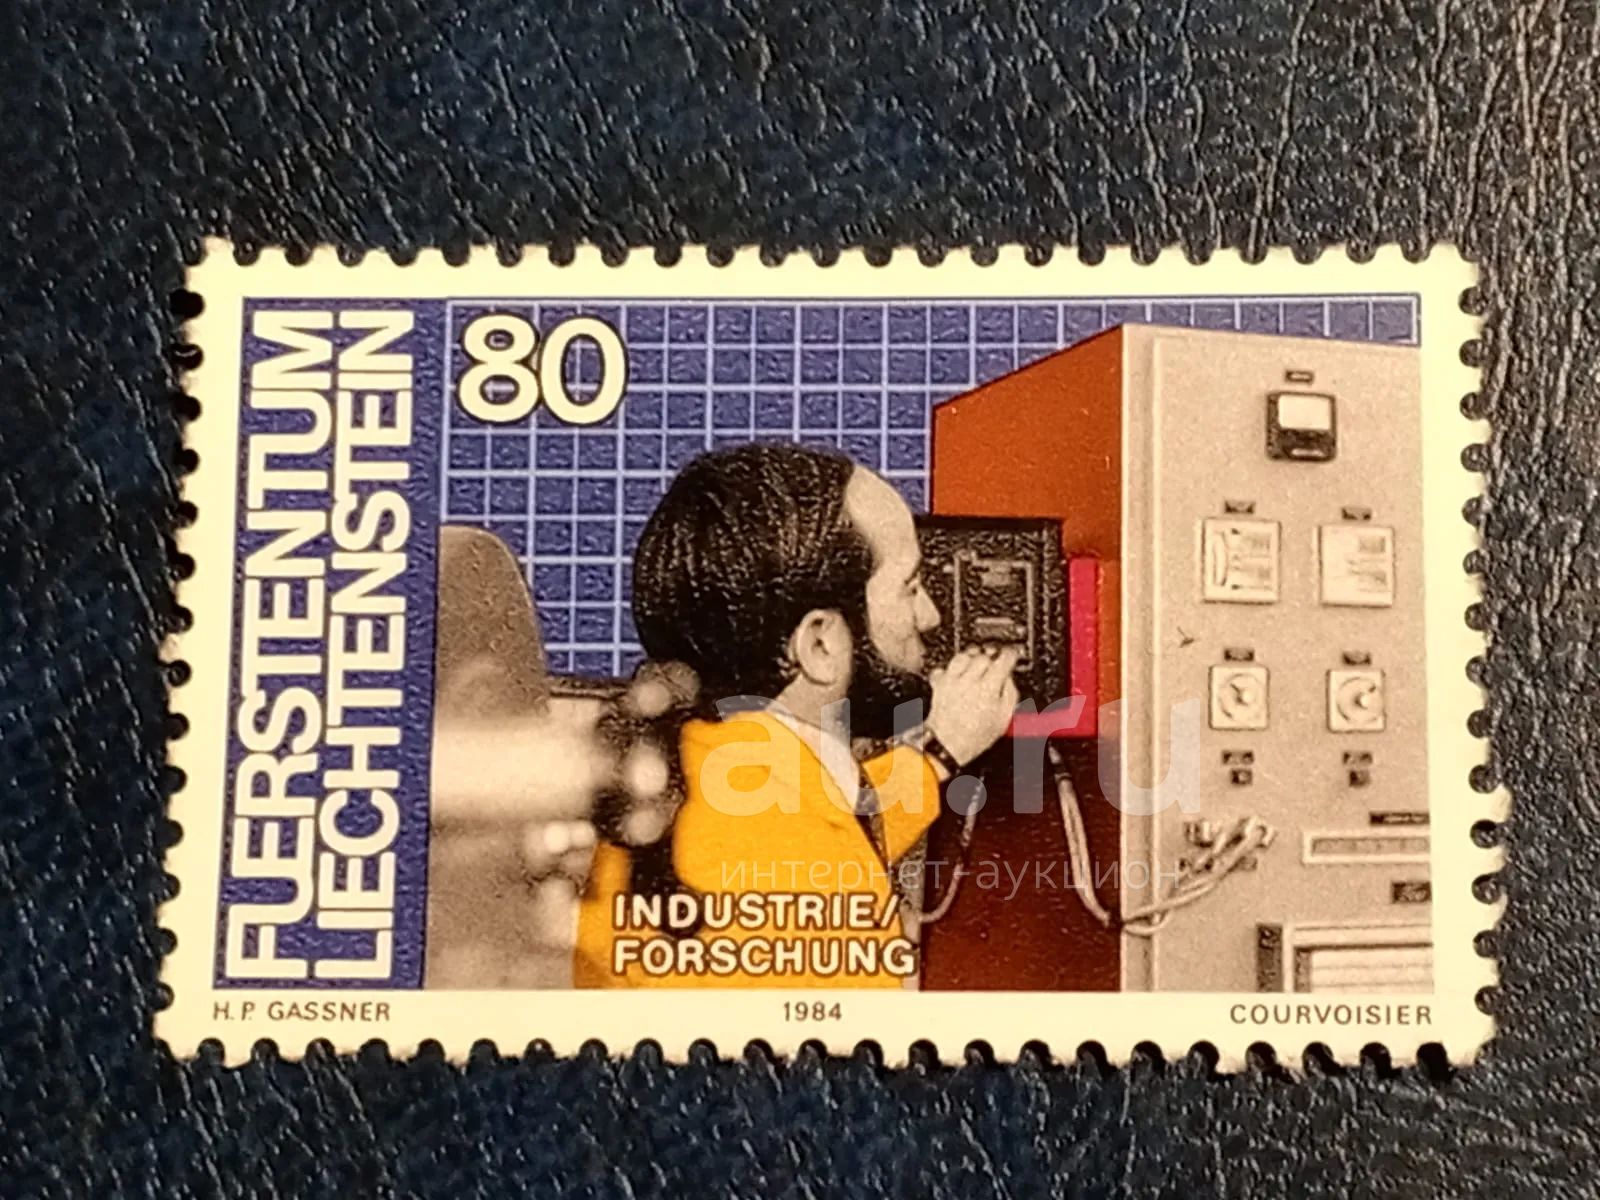 FUERSTENTUM
LIECHTENSTEIN
80
au.ru
интернет-аукцион
INDUSTRIE/
FORSCHUNG
H.P. GASSNER
1984
COURVOISIER